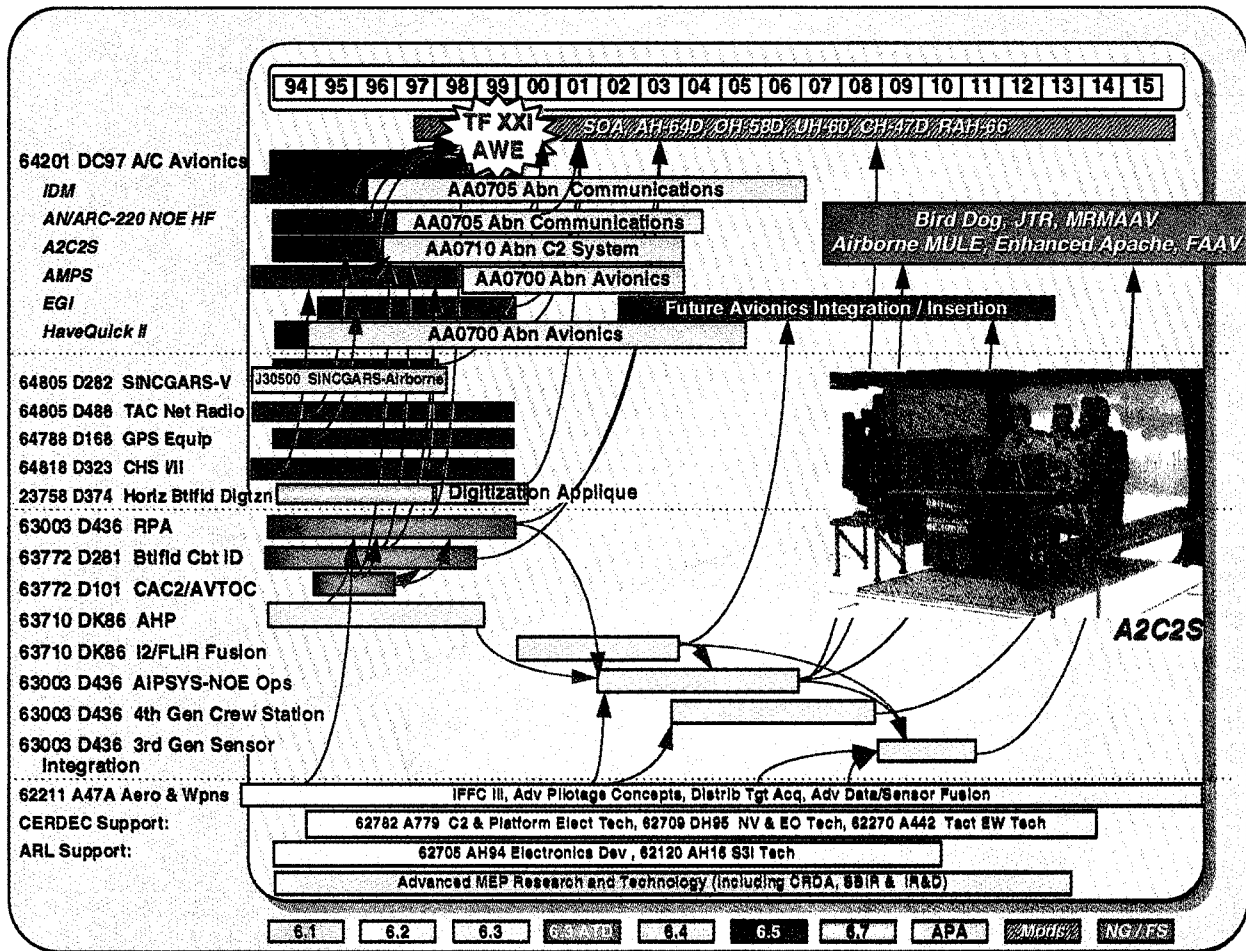 94 95 96 97 98 99 00 01 02 03 04 05 06 07 08 09 10 11 12 13 14 15
TF XXI
AWE
SOA, AH-64D, OH-58D, UH-60, CH-47D, RAH-66
64201 DC97 A/C Avionics
IDM
AA0705 Abn Communications
AN/ARC-220 NOE HF
AA0705 Abn Communications
Bird Dog, JTR, MRMAAV
Airborne MULE, Enhanced Apache, FAAV
A2C2S
AA0710 Abn C2 System
AMPS
AA0700 Abn Avionics
EGI
Future Avionics Integration / Insertion
HaveQuick II
AA0700 Abn Avionics
64805 D282 SINCGARS-V
J30500 SINCGARS-Airborne
64805 D488 TAC Net Radio
64788 D168 GPS Equip
64818 D323 CHS I/II
23758 D374 Horiz Btlfld Digtzn
Digitization Applique
63003 D436 RPA
63772 D281 Btlfld Cbt ID
63772 D101 CAC2/AVTOC
63710 DK86 AHP
A2C2S
63710 DK86 I2/FLIR Fusion
63003 D436 AIPSYS-NOE Ops
63003 D436 4th Gen Crew Station
63003 D436 3rd Gen Sensor
Integration
62211 A47A Aero & Wpns
IFFC III, Adv Pilotage Concepts, Distrib Tgt Acq, Adv Data/Sensor Fusion
CERDEC Support:
62782 A779 C2 & Platform Elect Tech, 62709 DH95 NV & EO Tech, 62270 A442 Tact EW Tech
ARL Support:
62705 AH94 Electronics Dev , 62120 AH16 S3I Tech
Advanced MEP Research and Technology (Including CRDA, SBIR & IR&D)
6.1 6.2 6.3 6.3 ATD 6.4 6.5 6.7 APA Mods NG / FS